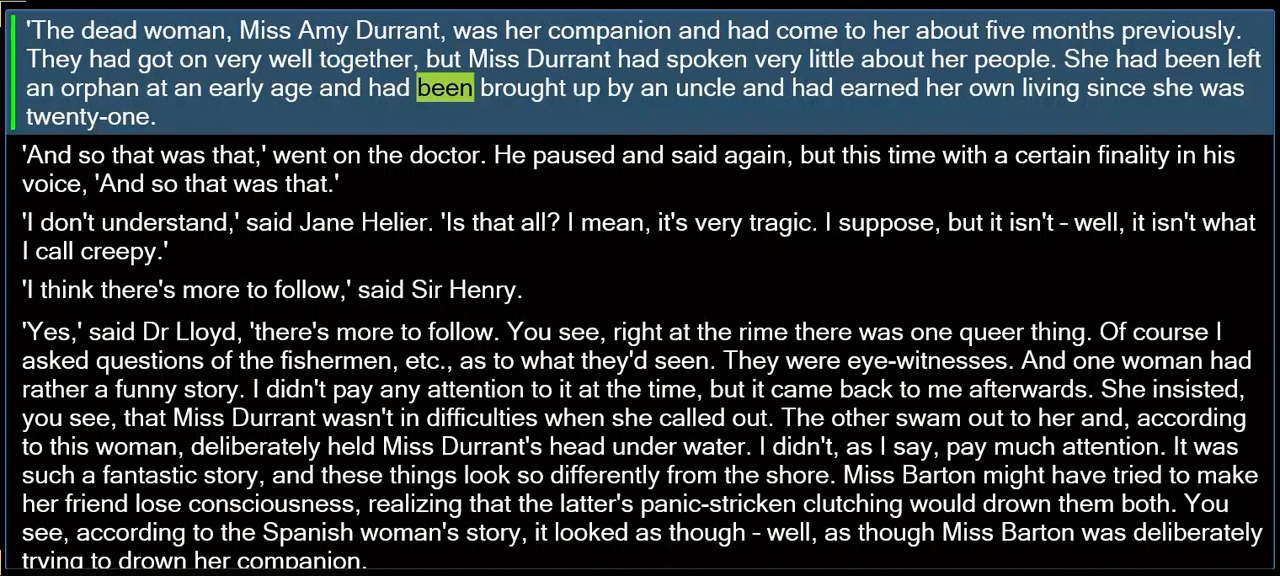 'The dead woman, Miss Amy Durrant, was her companion and had come to her about five months previously.
They had got on very well together, but Miss Durrant had spoken very little about her people. She had been left
an orphan at an early age and had been brought up by an uncle and had earned her own living since she was
twenty-one.
'And so that was that,' went on the doctor. He paused and said again, but this time with a certain finality in his
voice, 'And so that was that.'
'I don't understand,' said Jane Helier. 'Is that all? I mean, it's very tragic. I suppose, but it isn't - well, it isn't what
I call creepy.'
'I think there's more to follow,' said Sir Henry.
'Yes,' said Dr Lloyd, 'there's more to follow. You see, right at the rime there was one queer thing. Of course I
asked questions of the fishermen, etc., as to what they'd seen. They were eye-witnesses. And one woman had
rather a funny story. I didn't pay any attention to it at the time, but it came back to me afterwards. She insisted,
you see, that Miss Durrant wasn't in difficulties when she called out. The other swam out to her and, according
to this woman, deliberately held Miss Durrant's head under water. I didn't, as I say, pay much attention. It was
such a fantastic story, and these things look so differently from the shore. Miss Barton might have tried to make
her friend lose consciousness, realizing that the latter's panic-stricken clutching would drown them both. You
see, according to the Spanish woman's story, it looked as though - well, as though Miss Barton was deliberately
trying to drown her companion.